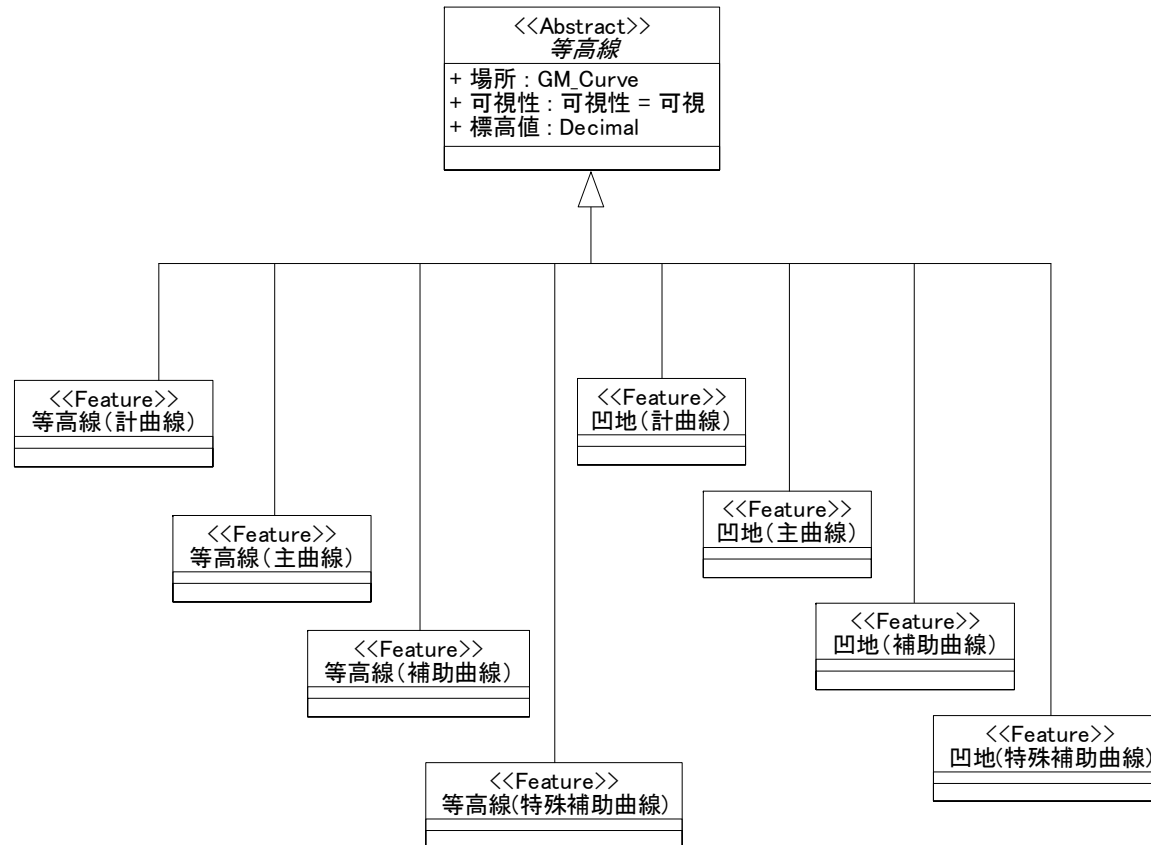 <<Abstract>>
等高線
+ 場所 : GM_Curve
+ 可視性 : 可視性 = 可視
+ 標高値 : Decimal
<<Feature>>
等高線(計曲線)
<<Feature>>
凹地(計曲線)
<<Feature>>
等高線(主曲線)
<<Feature>>
凹地(主曲線)
<<Feature>>
等高線(補助曲線)
<<Feature>>
凹地(補助曲線)
<<Feature>>
等高線(特殊補助曲線)
<<Feature>>
凹地(特殊補助曲線)